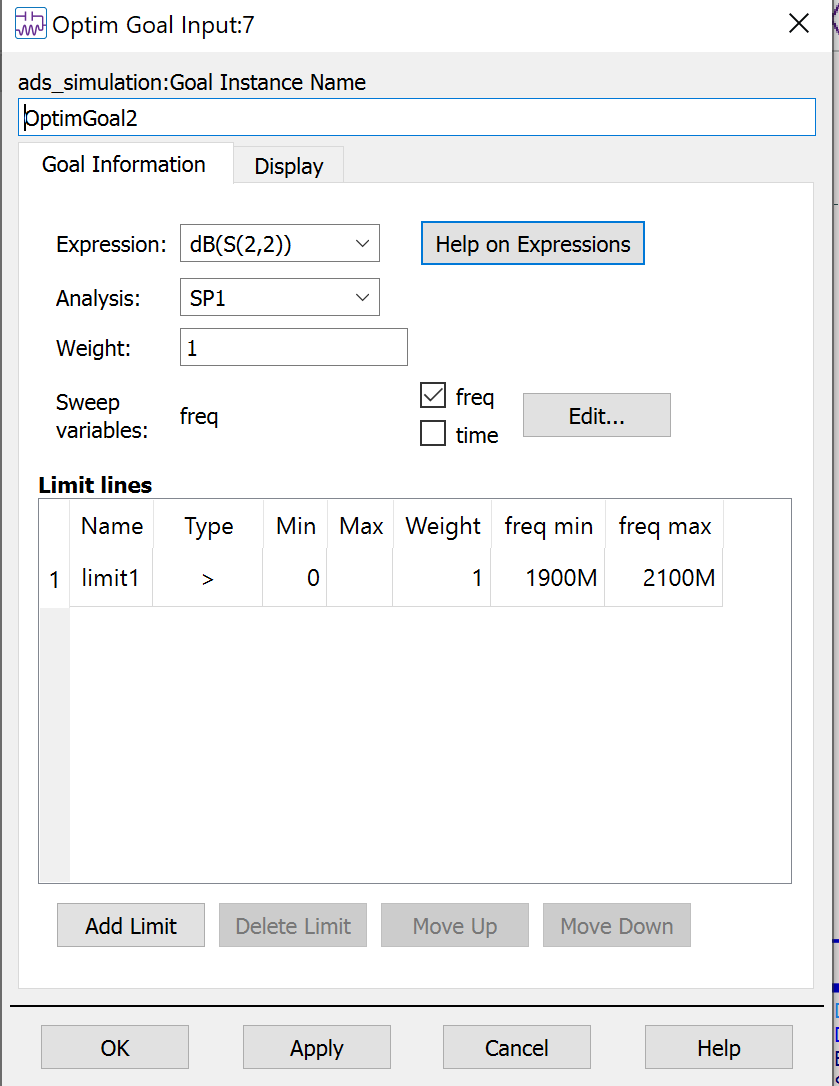 Optim Goal Input:7
ads_simulation:Goal Instance Name
OptimGoal2
Goal Information Display
Expression: dB(S(2,2)) Help on Expressions
Analysis: SP1
Weight: 1
Sweep variables: freq
freq
time
Edit...
Limit lines
Name Type Min Max Weight freq min freq max
1 limit1 > 0 1 1900M 2100M
Add Limit Delete Limit Move Up Move Down
OK Apply Cancel Help